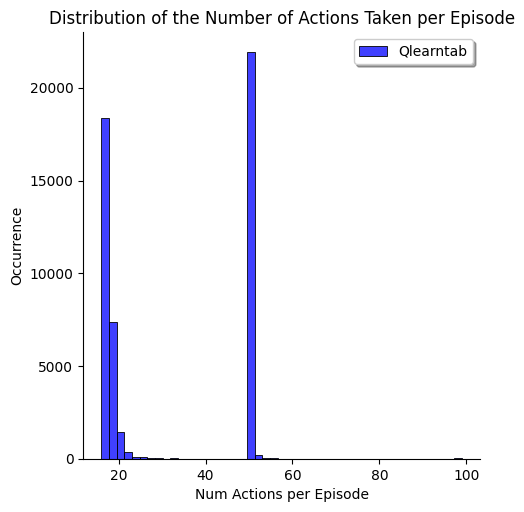 Distribution of the Number of Actions Taken per Episode
Qlearntab
20000
15000
10000
5000
0
Occurrence
20 40 60 80 100
Num Actions per Episode